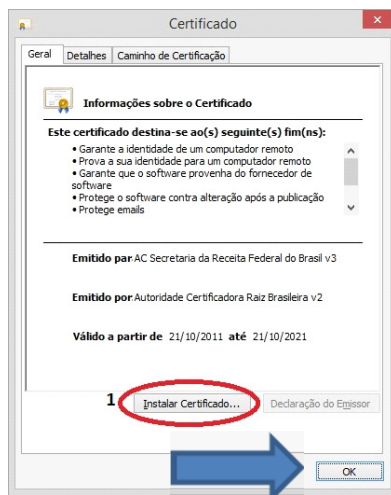 Certificado
Geral Detalhes Caminho de Certificação
Informações sobre o Certificado
Este certificado destina-se ao(s) seguinte(s) fim(ns):
• Garante a identidade de um computador remoto
• Prova a sua identidade para um computador remoto
• Garante que o software provenha do fornecedor de
software
• Protege o software contra alteração após a publicação
• Protege emails
Emitido par AC Secretaria da Receita Federal do Brasil v3
Emitido por Autoridade Certificadora Raiz Brasileira v2
Válido a partir de 21/10/2011 até 21/10/2021
1 Instalar Certificado... Declaração do Emissor
OK